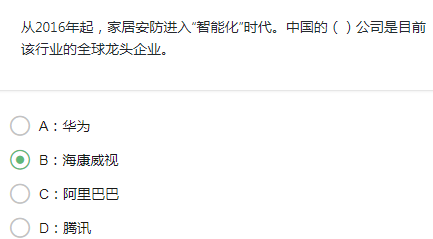 从2016年起，家居安防进入“智能化”时代。中国的（ ）公司是目前
该行业的全球龙头企业。
A：华为
B：海康威视
C：阿里巴巴
D：腾讯